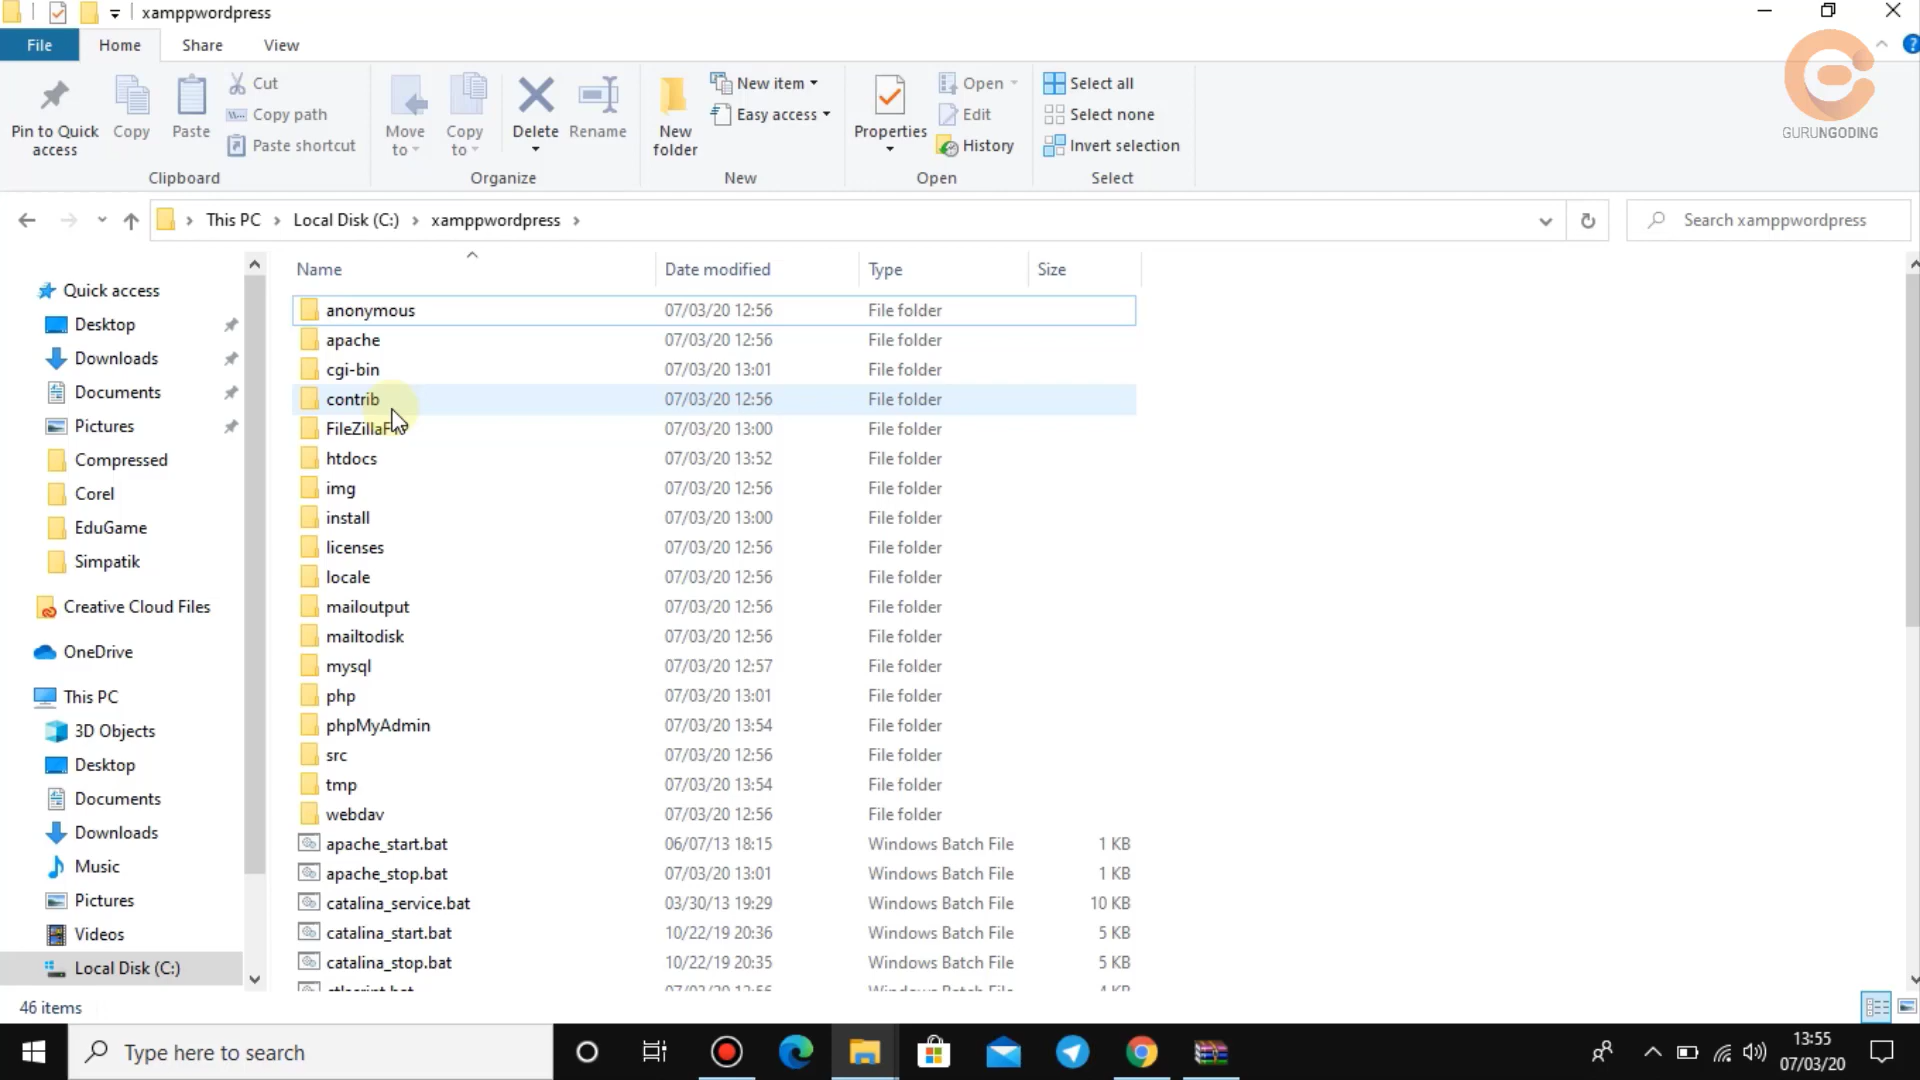 xamppwordpress
File Home Share View
Pin to Quick access
Copy
Paste
Cut
Copy path
Paste shortcut
Clipboard
Move to
Copy to
Delete
Rename
Organize
New folder
New item
Easy access
New
Properties
Open
Edit
History
Open
Select all
Select none
Invert selection
Select
GURUNGODING
This PC Local Disk (C:) xamppwordpress
Search xamppwordpress
Quick access
Desktop
Downloads
Documents
Pictures
Compressed
Corel
EduGame
Simpatik
Creative Cloud Files
OneDrive
This PC
3D Objects
Desktop
Documents
Downloads
Music
Pictures
Videos
Local Disk (C:)
Name Date modified Type Size
anonymous 07/03/20 12:56 File folder
apache 07/03/20 12:56 File folder
cgi-bin 07/03/20 13:01 File folder
contrib 07/03/20 12:56 File folder
07/03/20 13:00 File folder
htdocs 07/03/20 13:52 File folder
img 07/03/20 12:56 File folder
install 07/03/20 13:00 File folder
licenses 07/03/20 12:56 File folder
locale 07/03/20 12:56 File folder
mailoutput 07/03/20 12:56 File folder
mailtodisk 07/03/20 12:56 File folder
mysql 07/03/20 12:57 File folder
php 07/03/20 13:01 File folder
phpMyAdmin 07/03/20 13:54 File folder
src 07/03/20 12:56 File folder
tmp 07/03/20 13:54 File folder
webdav 07/03/20 12:56 File folder
apache_start.bat 06/07/13 18:15 Windows Batch File 1 KB
apache_stop.bat 07/03/20 13:01 Windows Batch File 1 KB
catalina_service.bat 03/30/13 19:29 Windows Batch File 10 KB
catalina_start.bat 10/22/19 20:36 Windows Batch File 5 KB
catalina_stop.bat 10/22/19 20:35 Windows Batch File 5 KB
46 items
Type here to search
13:55
07/03/20